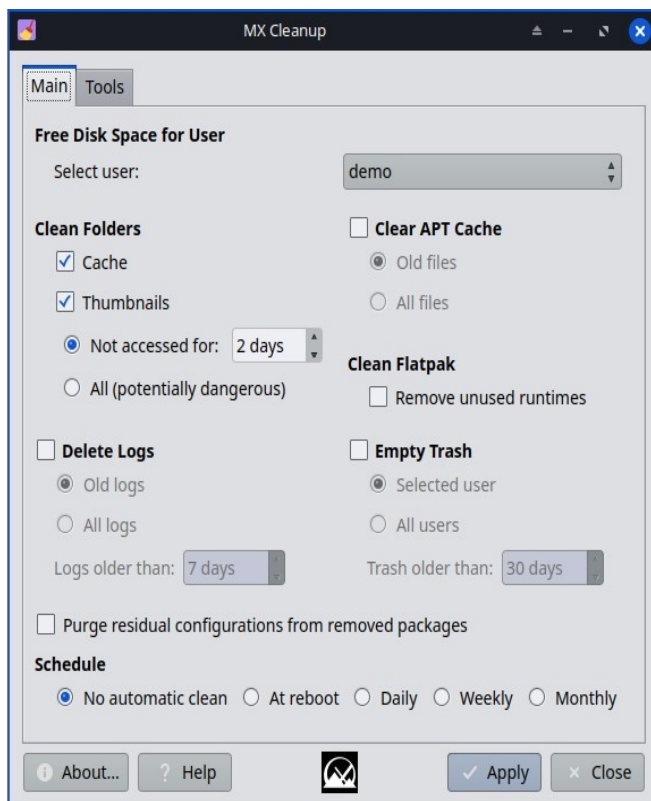 MX Cleanup
Main Tools
Free Disk Space for User
Select user: demo
Clean Folders
Cache
Thumbnails
Not accessed for: 2 days
All (potentially dangerous)
Clear APT Cache
Old files
All files
Clean Flatpak
Remove unused runtimes
Delete Logs
Old logs
All logs
Logs older than: 7 days
Empty Trash
Selected user
All users
Trash older than: 30 days
Purge residual configurations from removed packages
Schedule
No automatic clean At reboot Daily Weekly Monthly
About... ? Help Apply Close